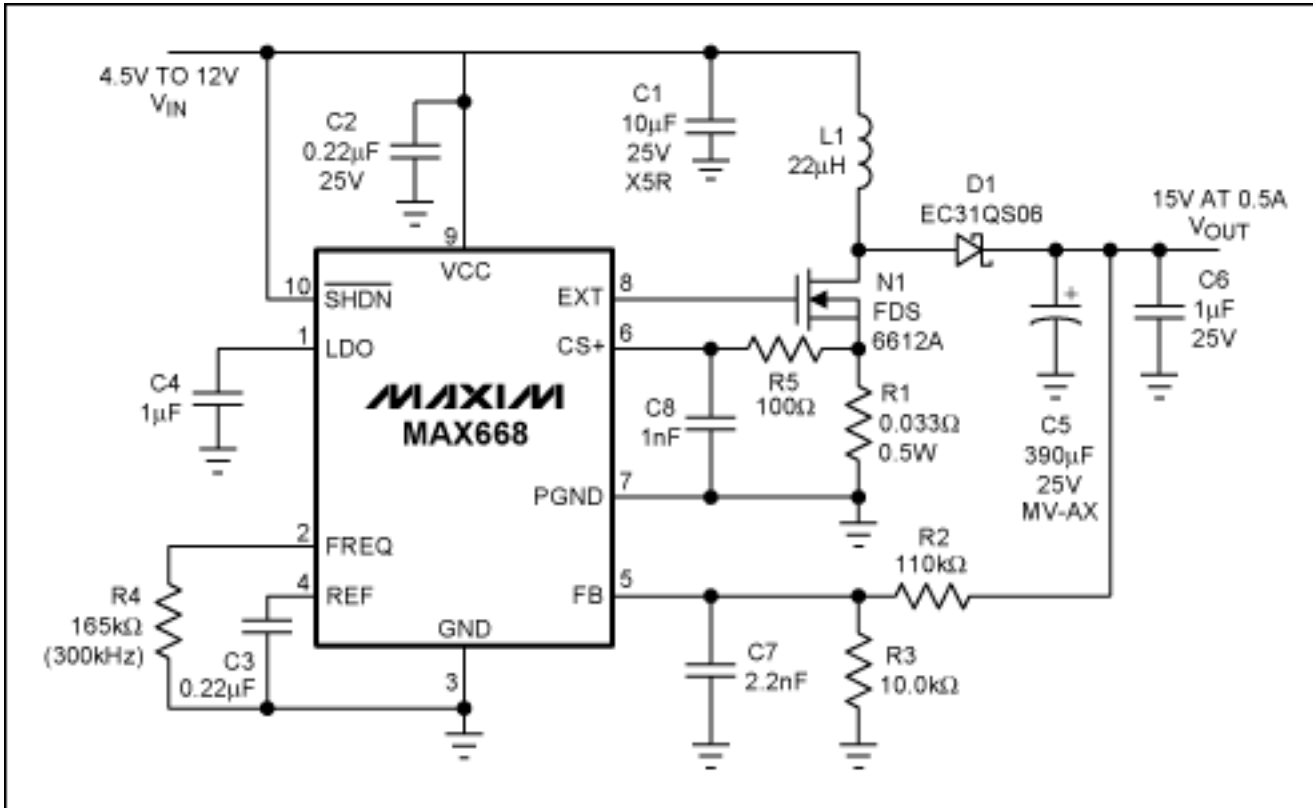 4.5V TO 12V
VIN
C2
0.22µF
25V
C1
10µF
25V
X5R
L1
22µH
D1
EC31QS06
15V AT 0.5A
VOUT
9
VCC
10
SHDN
EXT
8
N1
FDS
6612A
C6
1µF
25V
1
LDO
CS+
6
C4
1µF
MAXIM
MAX668
R5
100Ω
C8
1nF
R1
0.033Ω
0.5W
C5
390µF
25V
MV-AX
PGND
7
2
FREQ
R2
110kΩ
4
REF
FB
5
R4
165kΩ
(300kHz)
GND
C3
0.22µF
3
C7
2.2nF
R3
10.0kΩ
+